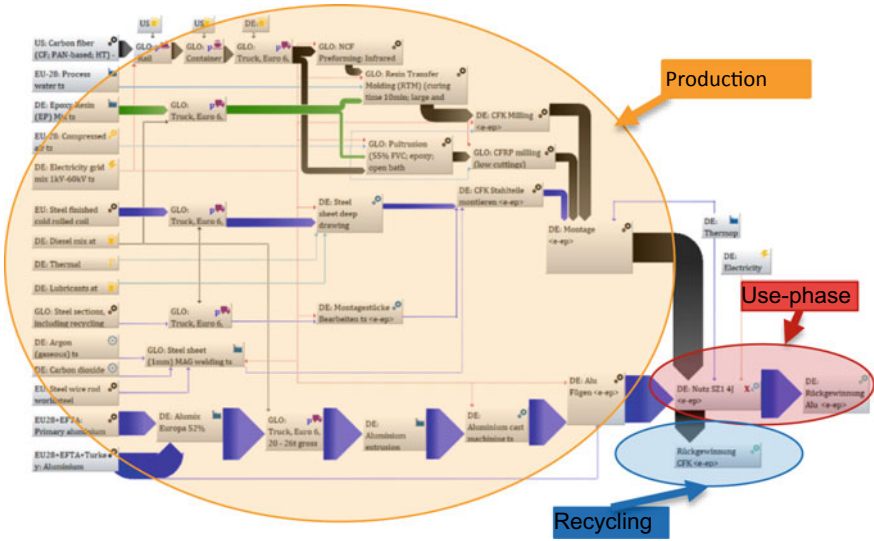 US
US
DE:
US: Carbon fiber
(CF; PAN-based; HT) -
GLO:
Rail
GLO:
Container
GLO:
Truck, Euro 6,
GLO: NCF
Preforming: Infrared
EU-28: Process
water ts
GLO: Resin Transfer
Molding (RTM) (curing
time 10min; large and
Production
DE: Epoxy Resin
(EP) Mix ts
GLO:
Truck, Euro 6,
DE: CFK Milling
<e-ep>
EU-28: Compressed
air ts
GLO: Pultrusion
(55% FVC; epoxy;
open bath
GLO: CFRP milling
(low cuttings)
DE: Electricity grid
mix 1kV-60kV ts
DE: Steel
sheet deep
drawing
DE: CFK Stahlteile
montieren <e-ep>
EU: Steel finished
cold rolled coil
GLO:
Truck, Euro 6,
DE: Montage
<e-ep>
DE:
Thermop
DE: Diesel mix at
DE: Thermal
DE:
Electricity
DE: Lubricants at
Use-phase
GLO: Steel sections,
including recycling
GLO:
Truck, Euro 6,
DE: Montagestücke
Bearbeiten ts <e-ep>
DE: Argon
(gaseous) ts
GLO: Steel sheet
(1mm) MAG welding ts
DE: Carbon dioxide
EU: Steel wire rod
worldsteel
DE: Alu
Fügen <e-ep>
DE: Nutz SZ1 4J
<e-ep>
X
DE:
Rückgewinnung
Alu <e-ep>
EU28+EFTA:
Primary aluminium
DE: Alumix
Europa 52%
GLO:
Truck, Euro 6,
20 - 26t gross
DE:
Aluminium
extrusion
DE:
Aluminium cast
machining ts
EU28+EFTA+Turke
y: Aluminium
Rückgewinnung
CFK <e-ep>
Recycling